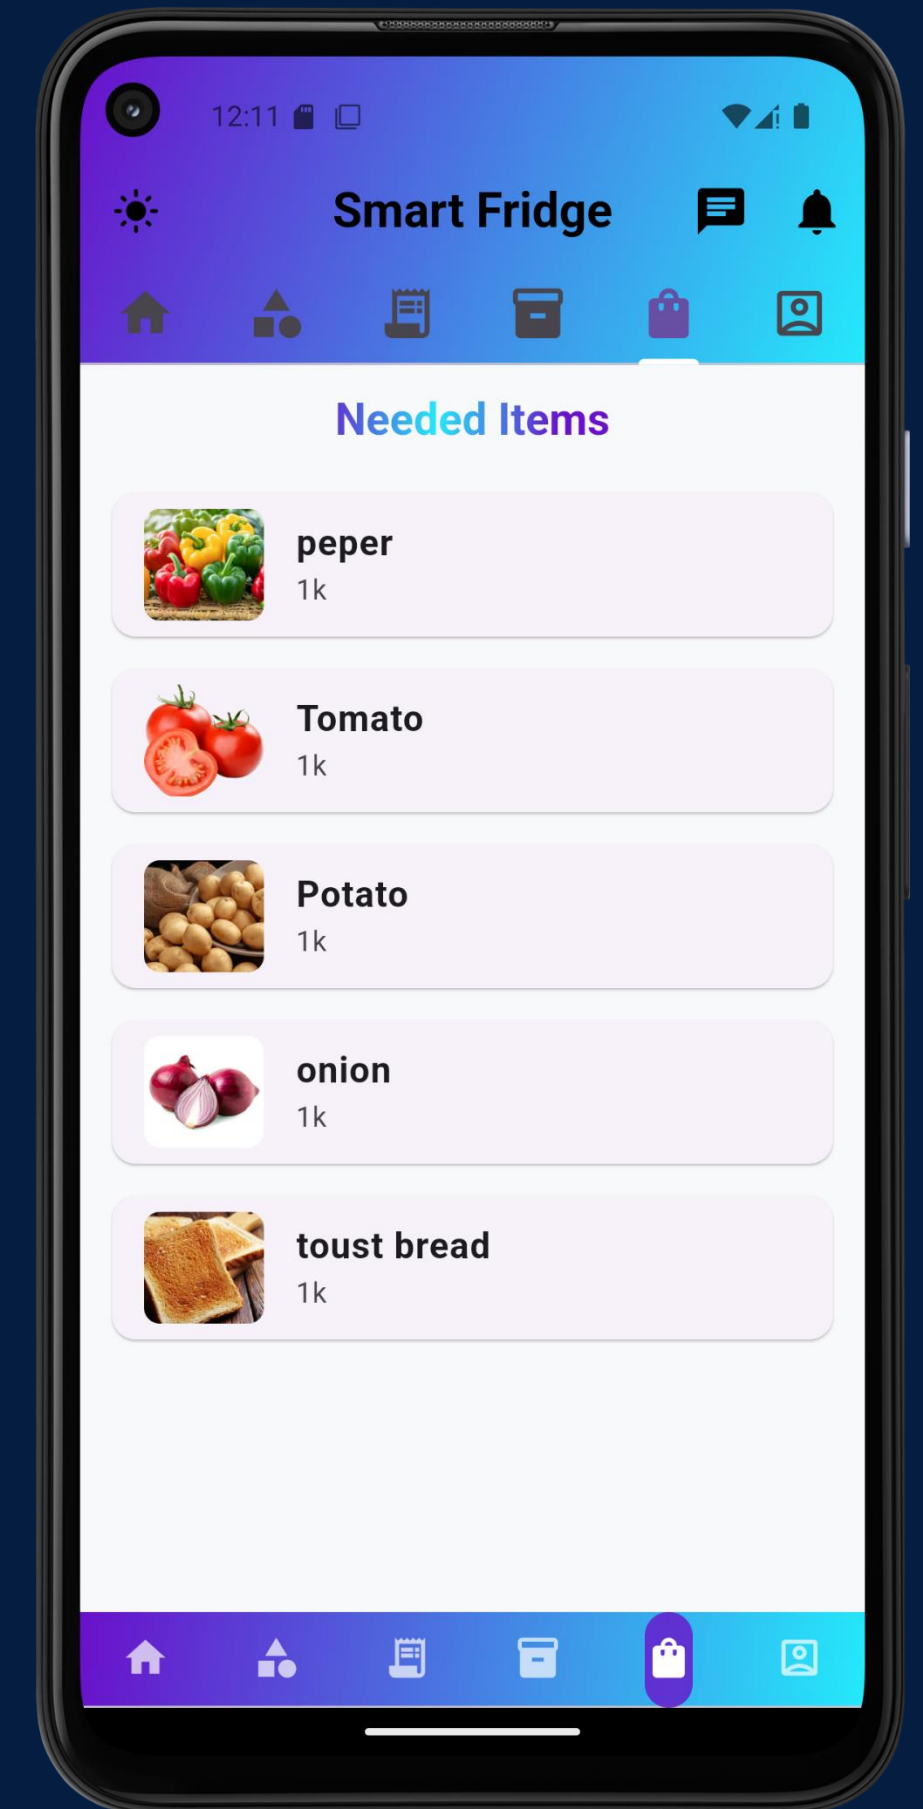 12:11
Smart Fridge
Needed Items
peper
1k
Tomato
1k
Potato
1k
onion
1k
toust bread
1k